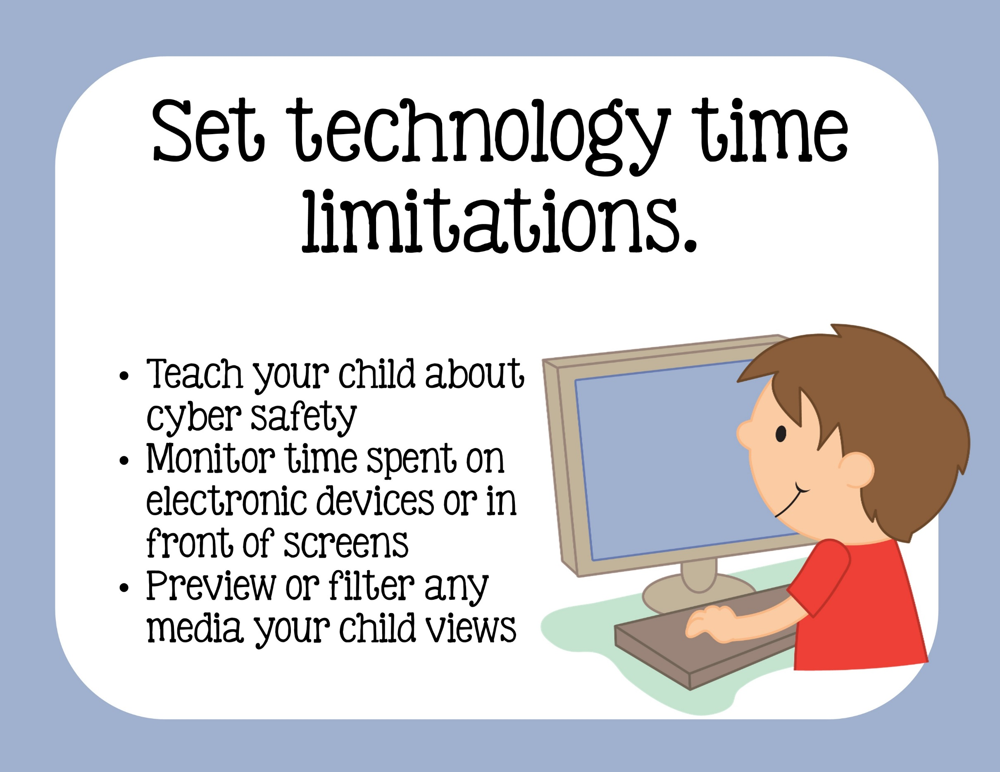 Set technology time
limitations.
• Teach your child about
cyber safety
• Monitor time spent on
electronic devices or in
front of screens
• Preview or filter any
media your child views